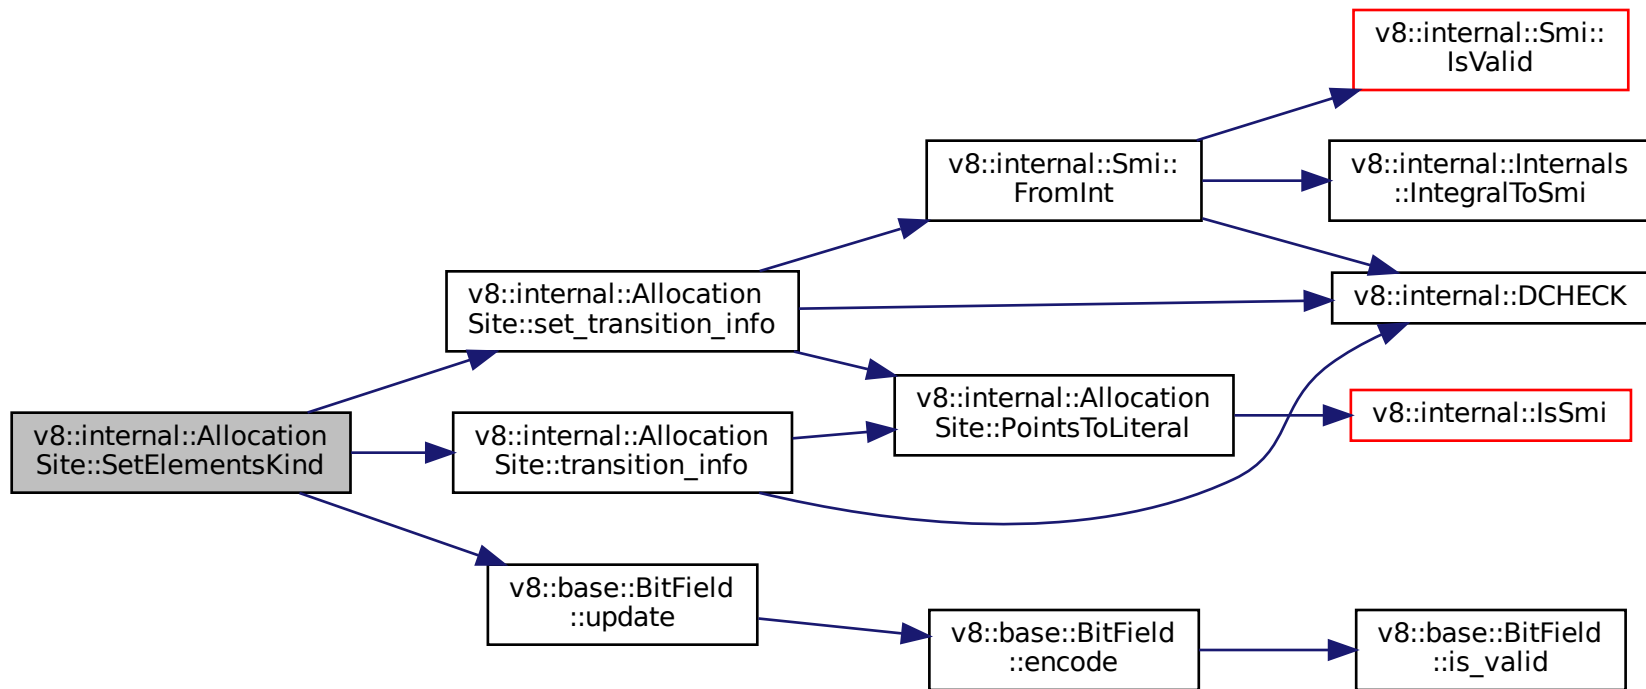 v8::internal::Smi::
IsValid
v8::internal::Smi::
FromInt
v8::internal::Internals
::IntegralToSmi
v8::internal::Allocation
Site::set_transition_info
v8::internal::DCHECK
v8::internal::Allocation
Site::PointsToLiteral
v8::internal::IsSmi
v8::internal::Allocation
Site::SetElementsKind
v8::internal::Allocation
Site::transition_info
v8::base::BitField
::update
v8::base::BitField
::encode
v8::base::BitField
::is_valid